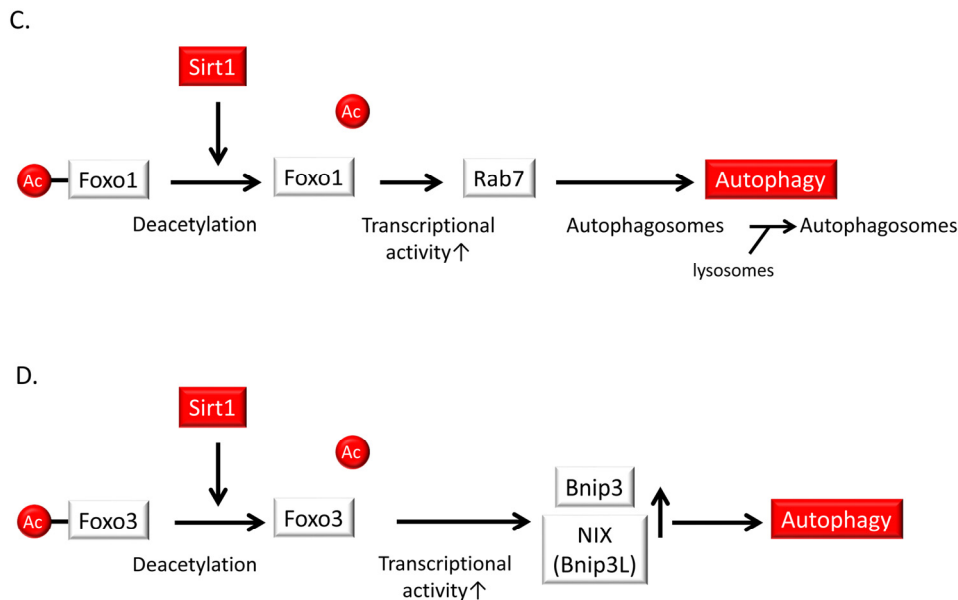 C.
Sirt1
Ac
Ac
Foxo1
Foxo1
Rab7
Autophagy
Deacetylation
Transcriptional
activity↑
Autophagosomes
Autophagosomes
lysosomes
D.
Sirt1
Ac
Bnip3
Ac
Foxo3
Foxo3
NIX
(Bnip3L)
Autophagy
Deacetylation
Transcriptional
activity↑